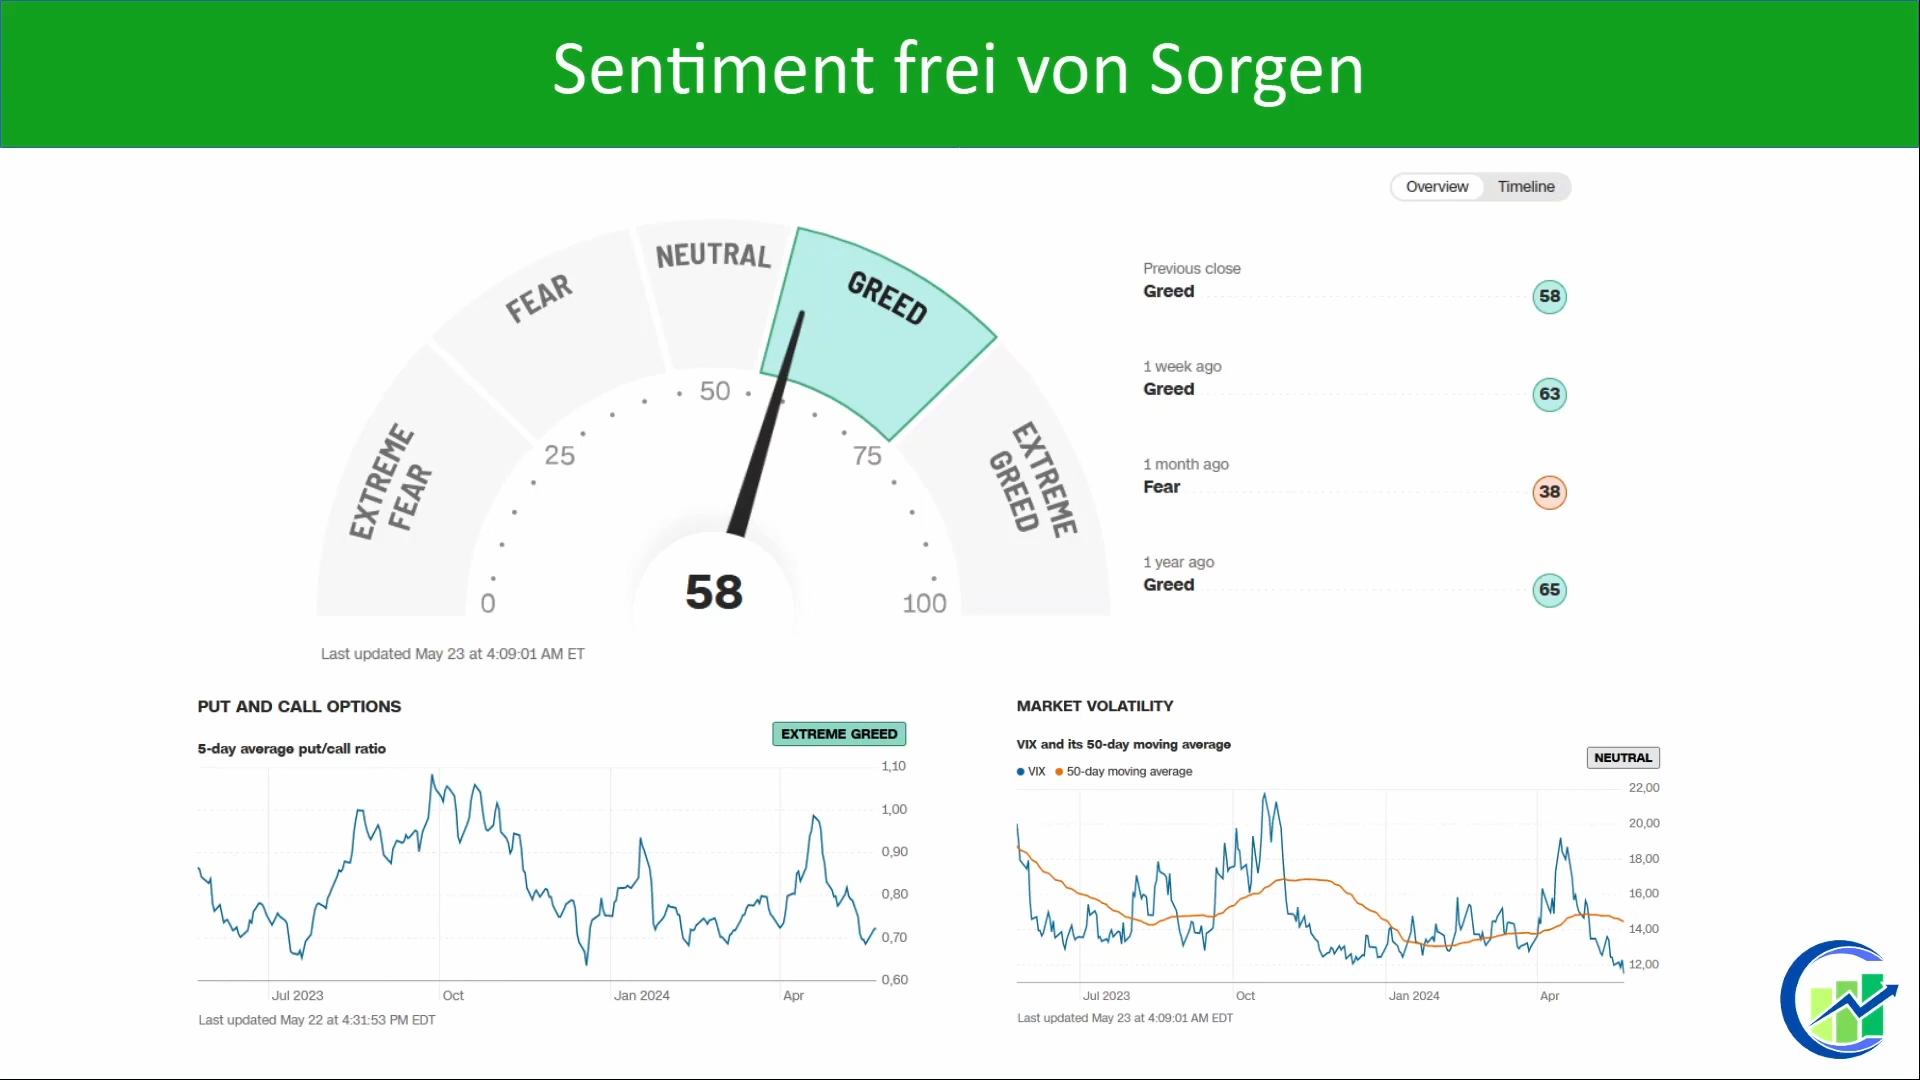 Sentiment frei von Sorgen
Overview Timeline
EXTREME
FEAR
FEAR
NEUTRAL
GREED
EXTREME
GREED
0
25
50
75
100
58
Last updated May 23 at 4:09:01 AM ET
Previous close
Greed 58
1 week ago
Greed 63
1 month ago
Fear 38
1 year ago
Greed 65
PUT AND CALL OPTIONS
EXTREME GREED
5-day average put/call ratio
1,10
1,00
0,90
0,80
0,70
0,60
Jul 2023 Oct Jan 2024 Apr
Last updated May 22 at 4:31:53 PM EDT
MARKET VOLATILITY
VIX and its 50-day moving average
NEUTRAL
VIX 50-day moving average
22,00
20,00
18,00
16,00
14,00
12,00
Jul 2023 Oct Jan 2024 Apr
Last updated May 23 at 4:09:01 AM EDT